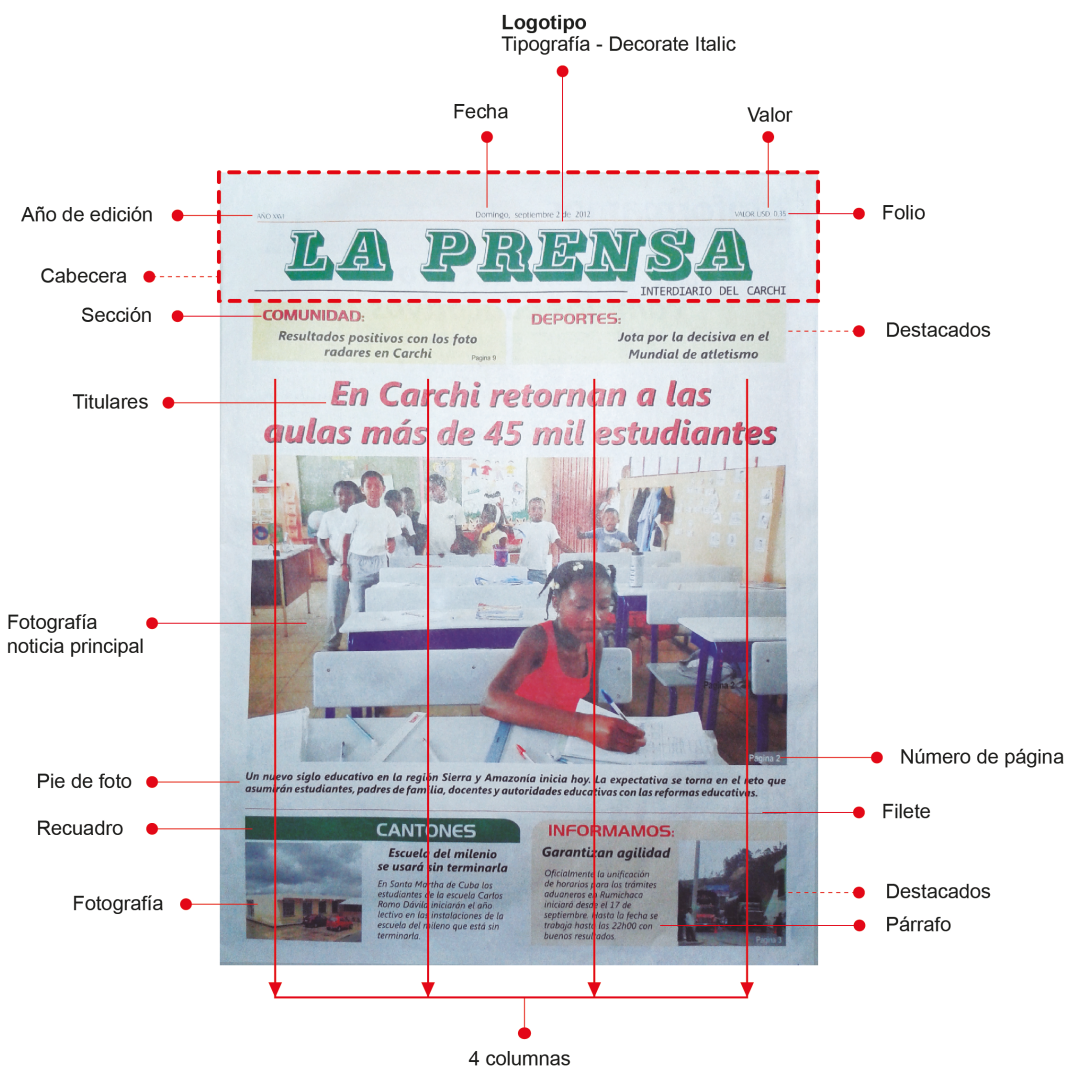 Logotipo
Tipografía - Decorate Italic
Fecha
Valor
Año de edición
Folio
Cabecera
Sección
Destacados
Titulares
Fotografía
noticia principal
Número de página
Pie de foto
Filete
Recuadro
Fotografía
Destacados
Párrafo
4 columnas
AÑO XXVI
Domingo, septiembre 2 de 2012
VALOR USD. 0.35
LA PRENSA
INTERDIARIO DEL CARCHI
COMUNIDAD:
Resultados positivos con los foto
radares en Carchi
Página 9
DEPORTES:
Jota por la decisiva en el
Mundial de atletismo
En Carchi retornan a las
aulas más de 45 mil estudiantes
Página 2
Página 2
Un nuevo siglo educativo en la región Sierra y Amazonía inicia hoy. La expectativa se torna en el reto que
asumirán estudiantes, padres de familia, docentes y autoridades educativas con las reformas educativas.
CANTONES
Escuela del milenio
se usará sin terminarla
En Santa Martha de Cuba los
estudiantes de la escuela Carlos
Romo Dávila iniciarán el año
lectivo en las instalaciones de la
escuela del mileno que está sin
terminarla.
INFORMAMOS:
Garantizan agilidad
Oficialmente la unificación
de horarios para los trámites
aduaneros en Rumichaca
iniciará desde el 17 de
septiembre. Hasta la fecha se
trabaja hasta las 22h00 con
buenos resultados.
Página 3